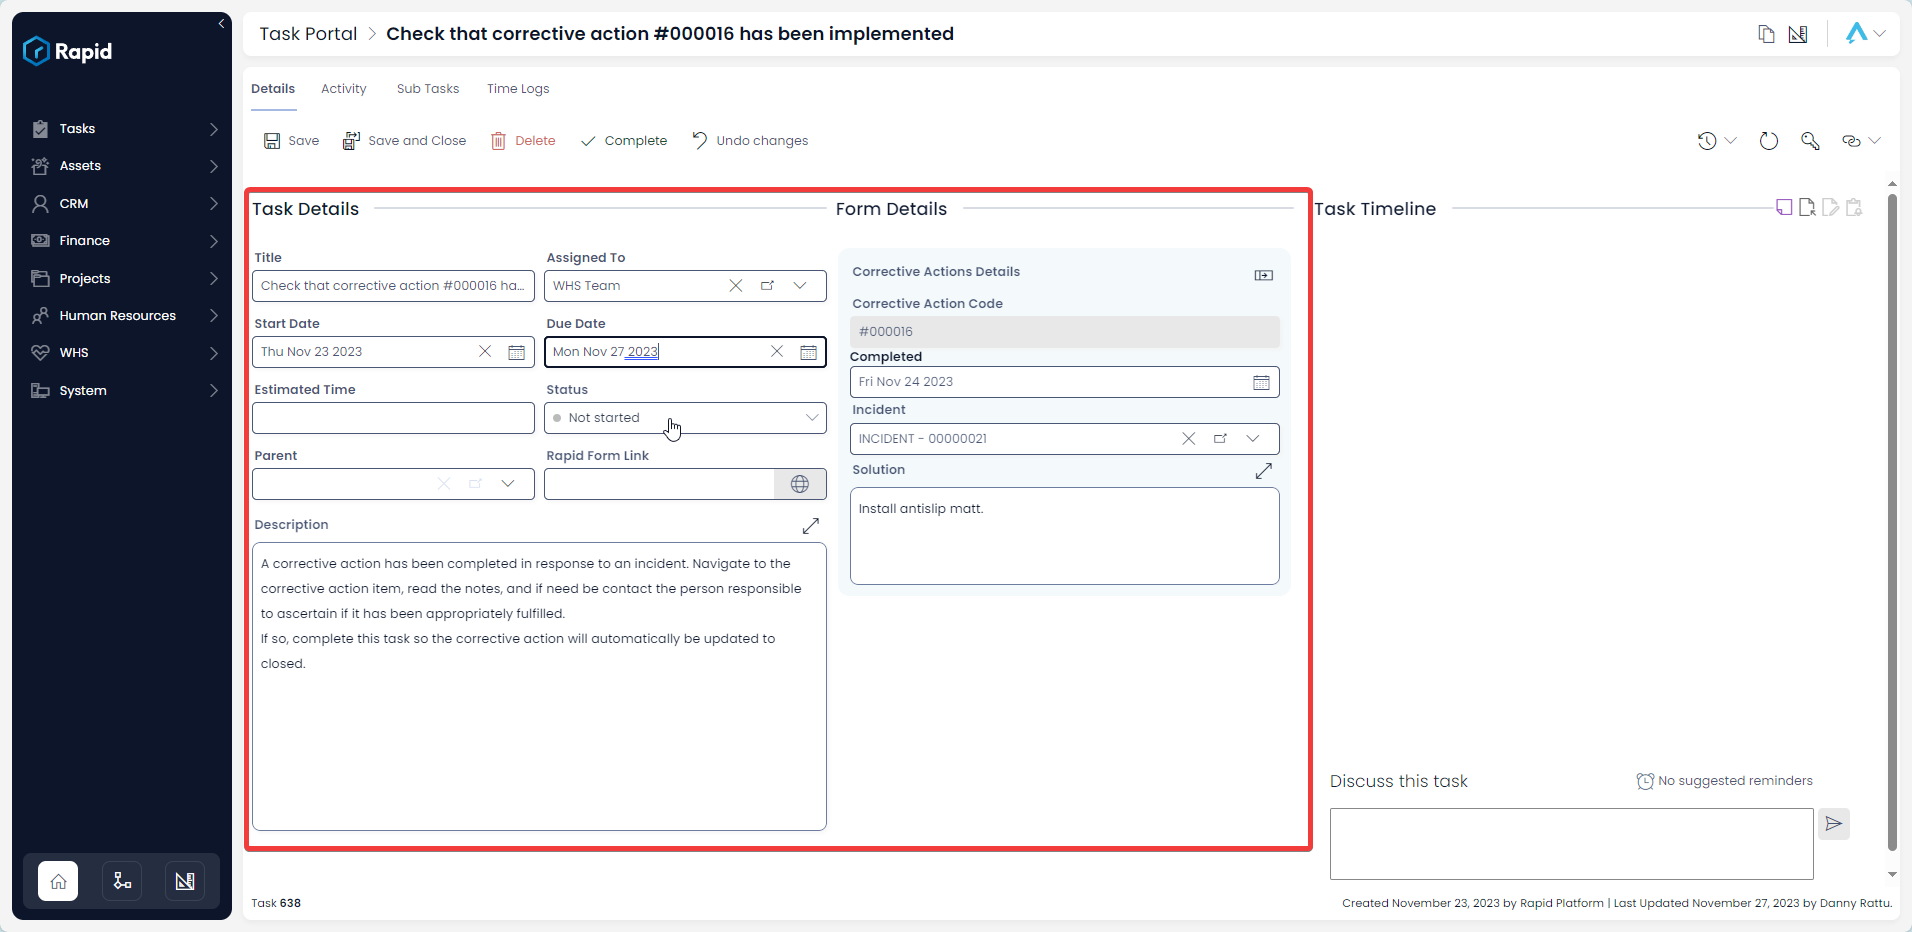 Rapid
Tasks
Assets
CRM
Finance
Projects
Human Resources
WHS
System
Task Portal > Check that corrective action #000016 has been implemented
Details Activity Sub Tasks Time Logs
Save Save and Close Delete Complete Undo changes
Task Details
Title Assigned To
Check that corrective action #000016 ha... WHS Team
Start Date Due Date
Thu Nov 23 2023 Mon Nov 27 2023
Estimated Time Status
Not started
Parent Rapid Form Link
Description
A corrective action has been completed in response to an incident. Navigate to the
corrective action item, read the notes, and if need be contact the person responsible
to ascertain if it has been appropriately fulfilled.
If so, complete this task so the corrective action will automatically be updated to
closed.
Form Details
Corrective Actions Details
Corrective Action Code
#000016
Completed
Fri Nov 24 2023
Incident
INCIDENT - 00000021
Solution
Install antislip matt.
Task Timeline
Discuss this task No suggested reminders
Task 638
Created November 23, 2023 by Rapid Platform | Last Updated November 27, 2023 by Danny Rattu.